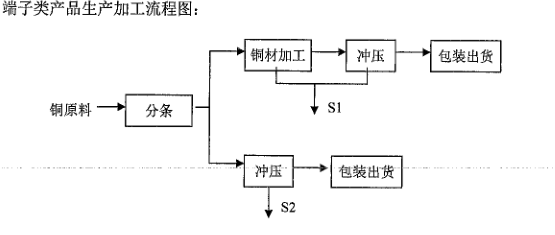 端子类产品生产加工流程图：
铜材加工 冲压 包装出货
S1
铜原料 分条
冲压 包装出货
S2